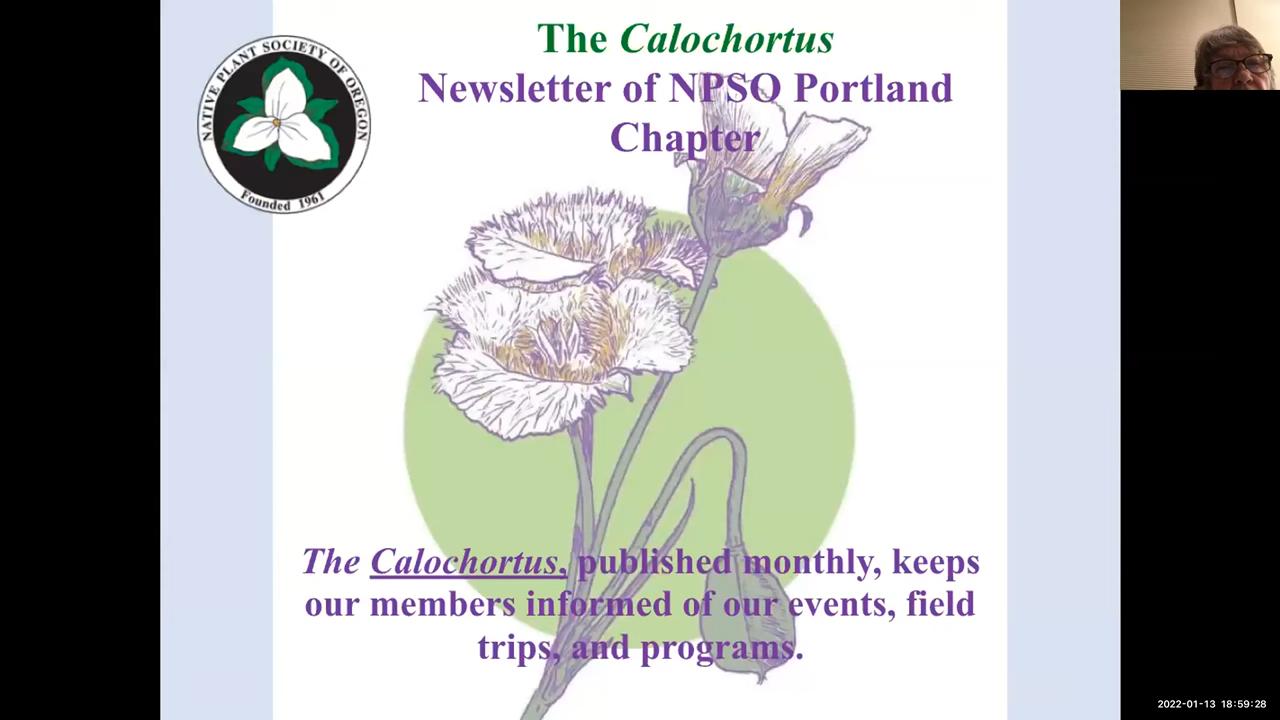 The Calochortus
Newsletter of NPSO Portland
Chapter
NATIVE PLANT SOCIETY OF OREGON
Founded 1961
The Calochortus, published monthly, keeps
our members informed of our events, field
trips, and programs.
2022-01-13 18:59:28